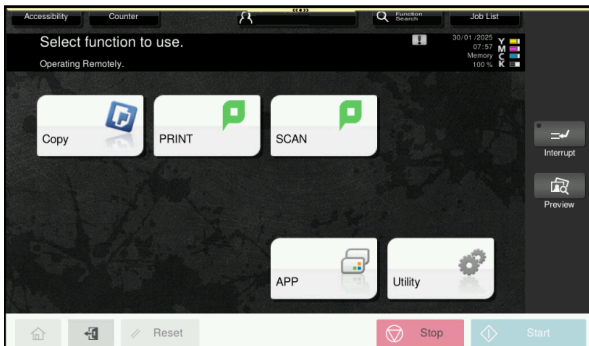 Accessibility
Counter
Function
Search
Job List
Select function to use.
Operating Remotely.
30/01/2025
07:57
Memory
100 %
Y
M
C
K
Copy
PRINT
SCAN
Interrupt
Preview
APP
Utility
Reset
Stop
Start